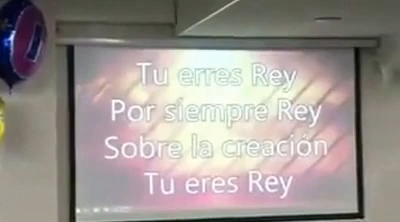 Tu erres Rey
Por siempre Rey
Sobre la creación
Tu eres Rey